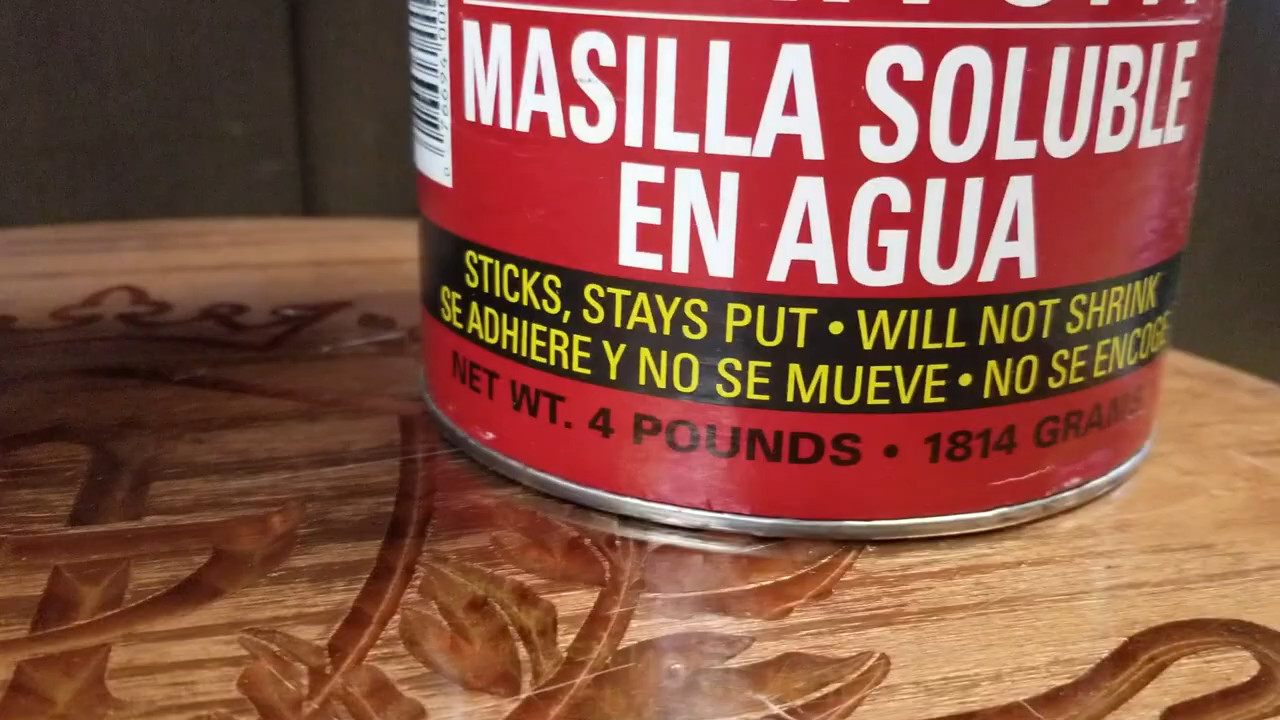 MASILLA SOLUBLE
EN AGUA
STICKS, STAYS PUT • WILL NOT SHRINK
SE ADHIERE Y NO SE MUEVE • NO SE ENCOGE
NET WT. 4 POUNDS • 1814 GRAMS